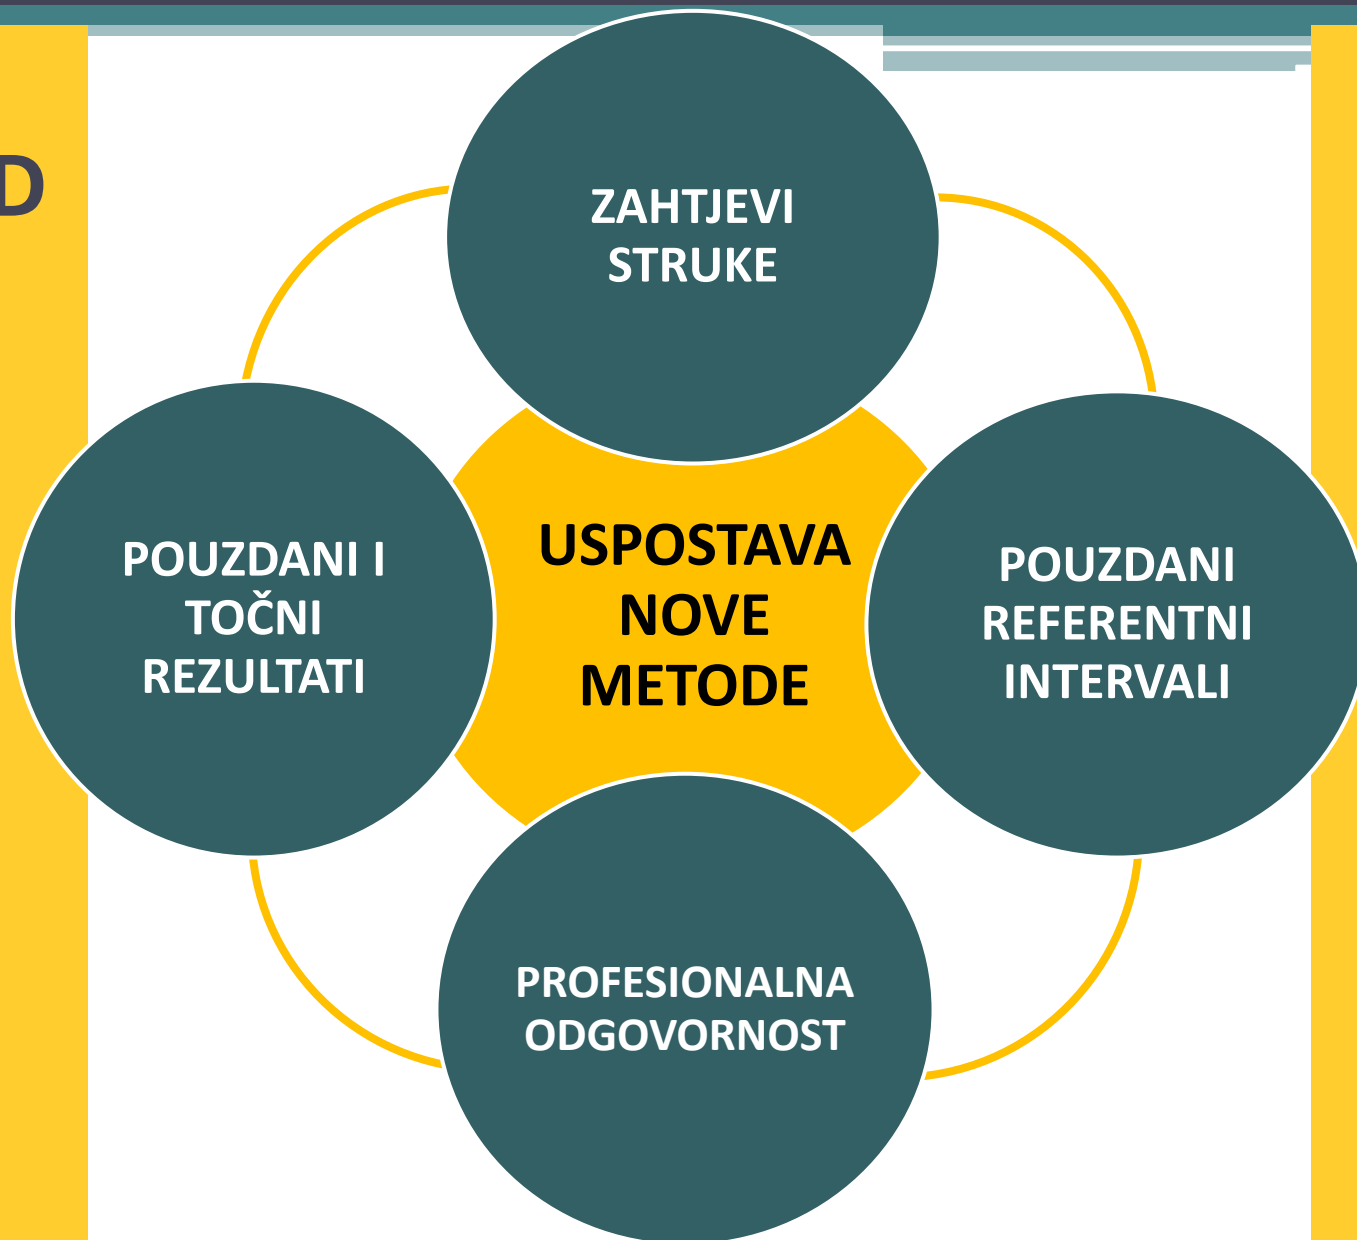 D
ZAHTJEVI
STRUKE
POUZDANI I
TOČNI
REZULTATI
USPOSTAVA
NOVE
METODE
POUZDANI
REFERENTNI
INTERVALI
PROFESIONALNA
ODGOVORNOST